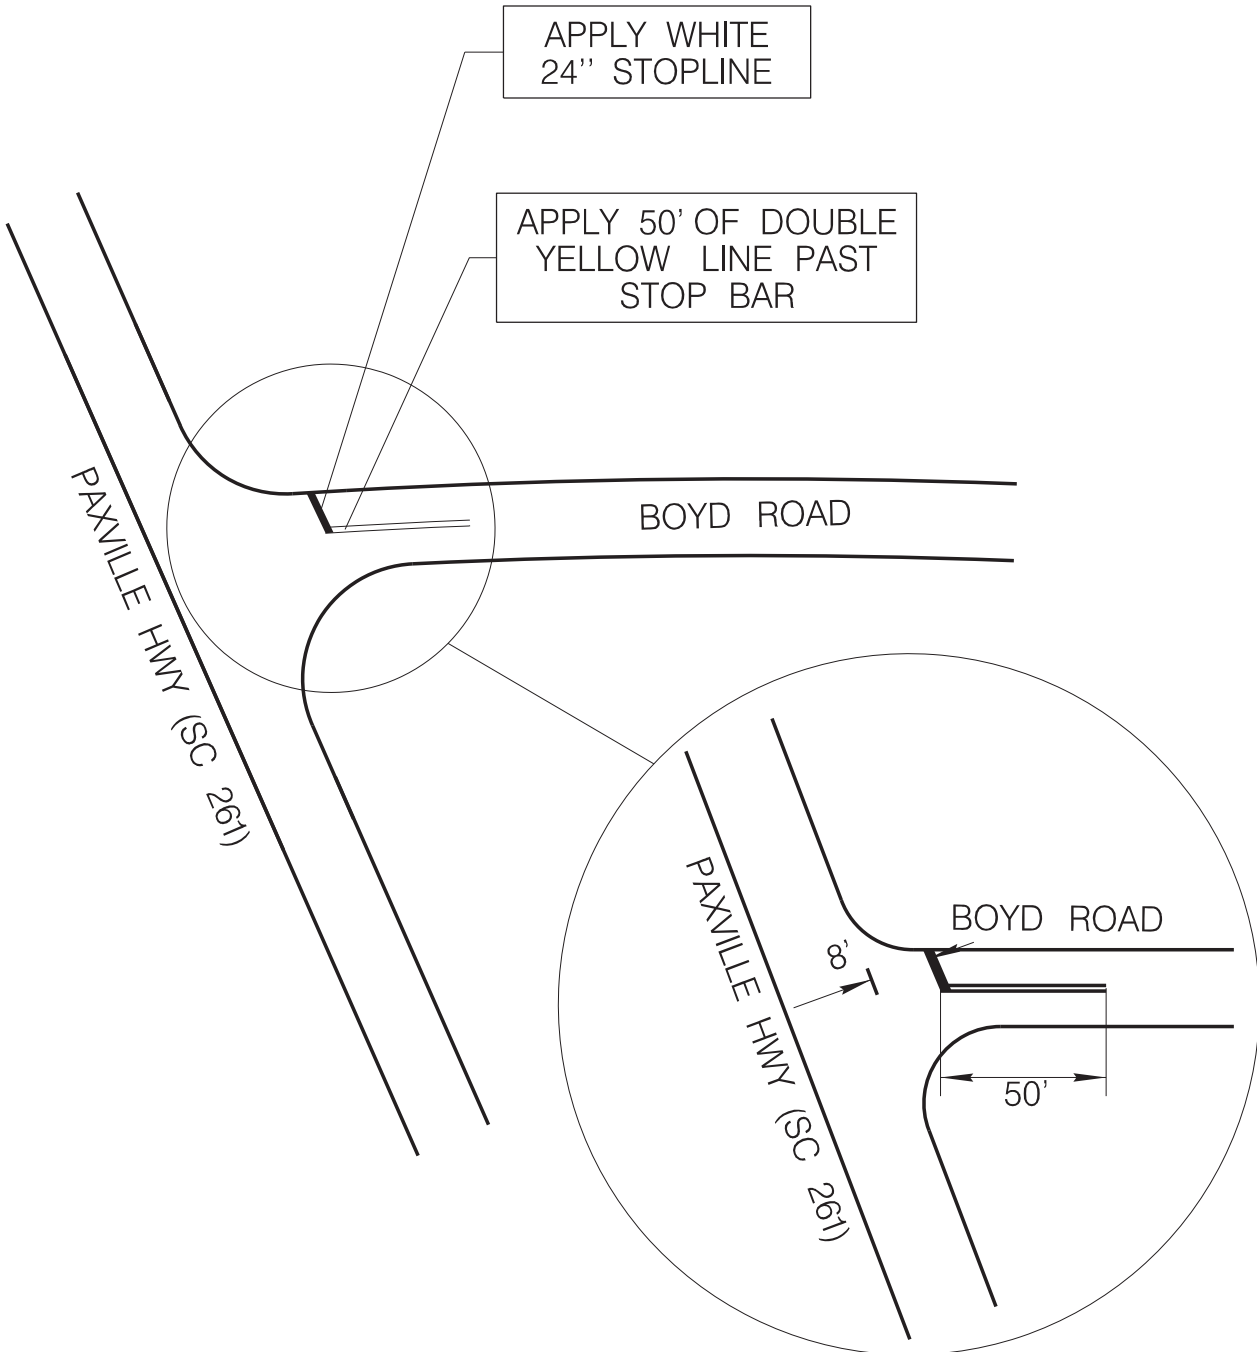 APPLY WHITE
24'' STOPLINE
APPLY 50' OF DOUBLE
YELLOW LINE PAST
STOP BAR
BOYD ROAD
PAXVILLE HWY (SC 261)
BOYD ROAD
8'
PAXVILLE HWY (SC 261)
50'